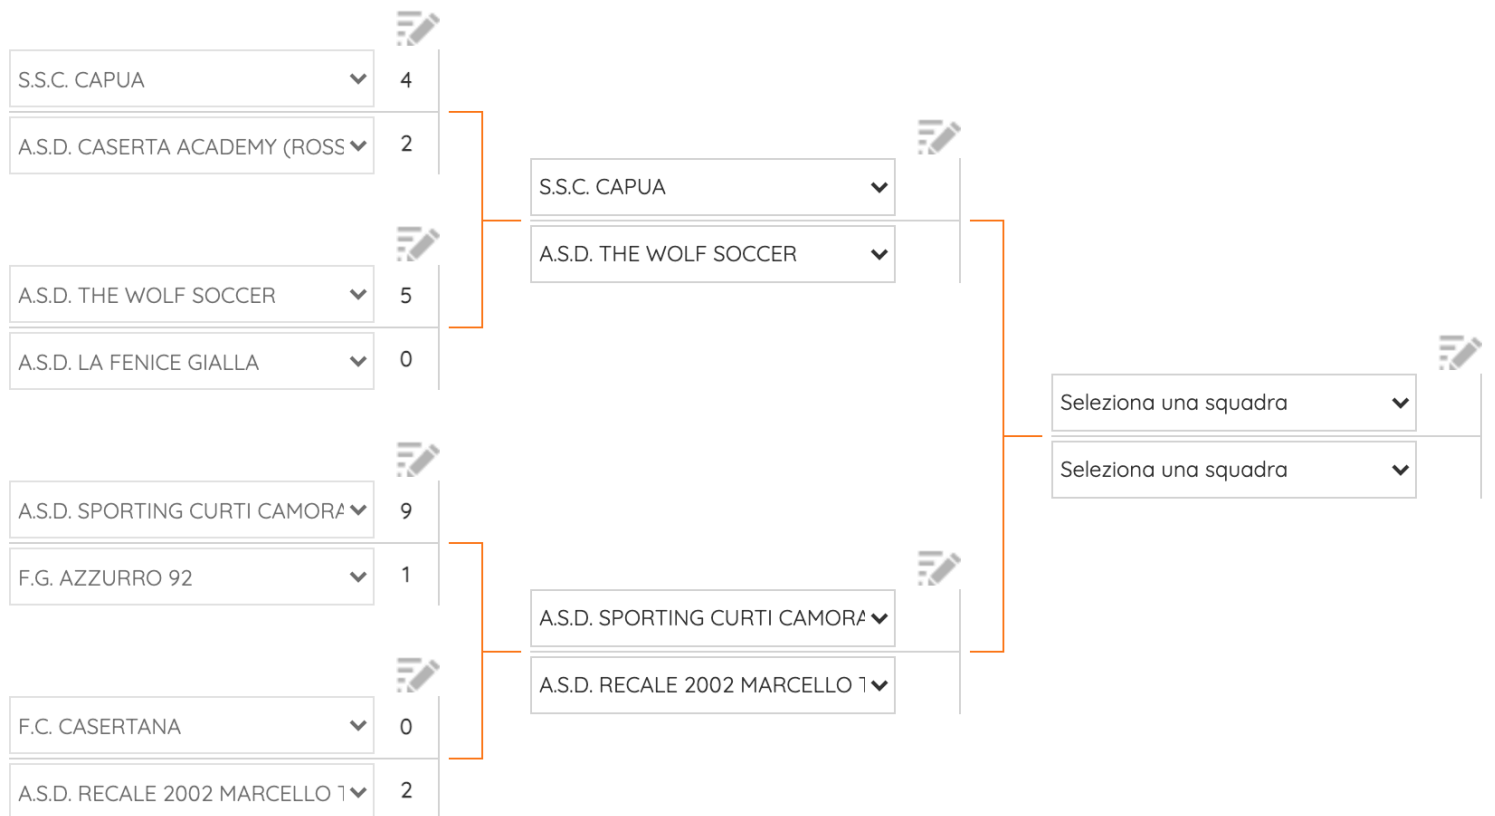 S.S.C. CAPUA 4
A.S.D. CASERTA ACADEMY (ROSS 2
A.S.D. THE WOLF SOCCER 5
A.S.D. LA FENICE GIALLA 0
A.S.D. SPORTING CURTI CAMORA 9
F.G. AZZURRO 92 1
F.C. CASERTANA 0
A.S.D. RECALE 2002 MARCELLO 2
S.S.C. CAPUA
A.S.D. THE WOLF SOCCER
A.S.D. SPORTING CURTI CAMORA
A.S.D. RECALE 2002 MARCELLO
Seleziona una squadra
Seleziona una squadra